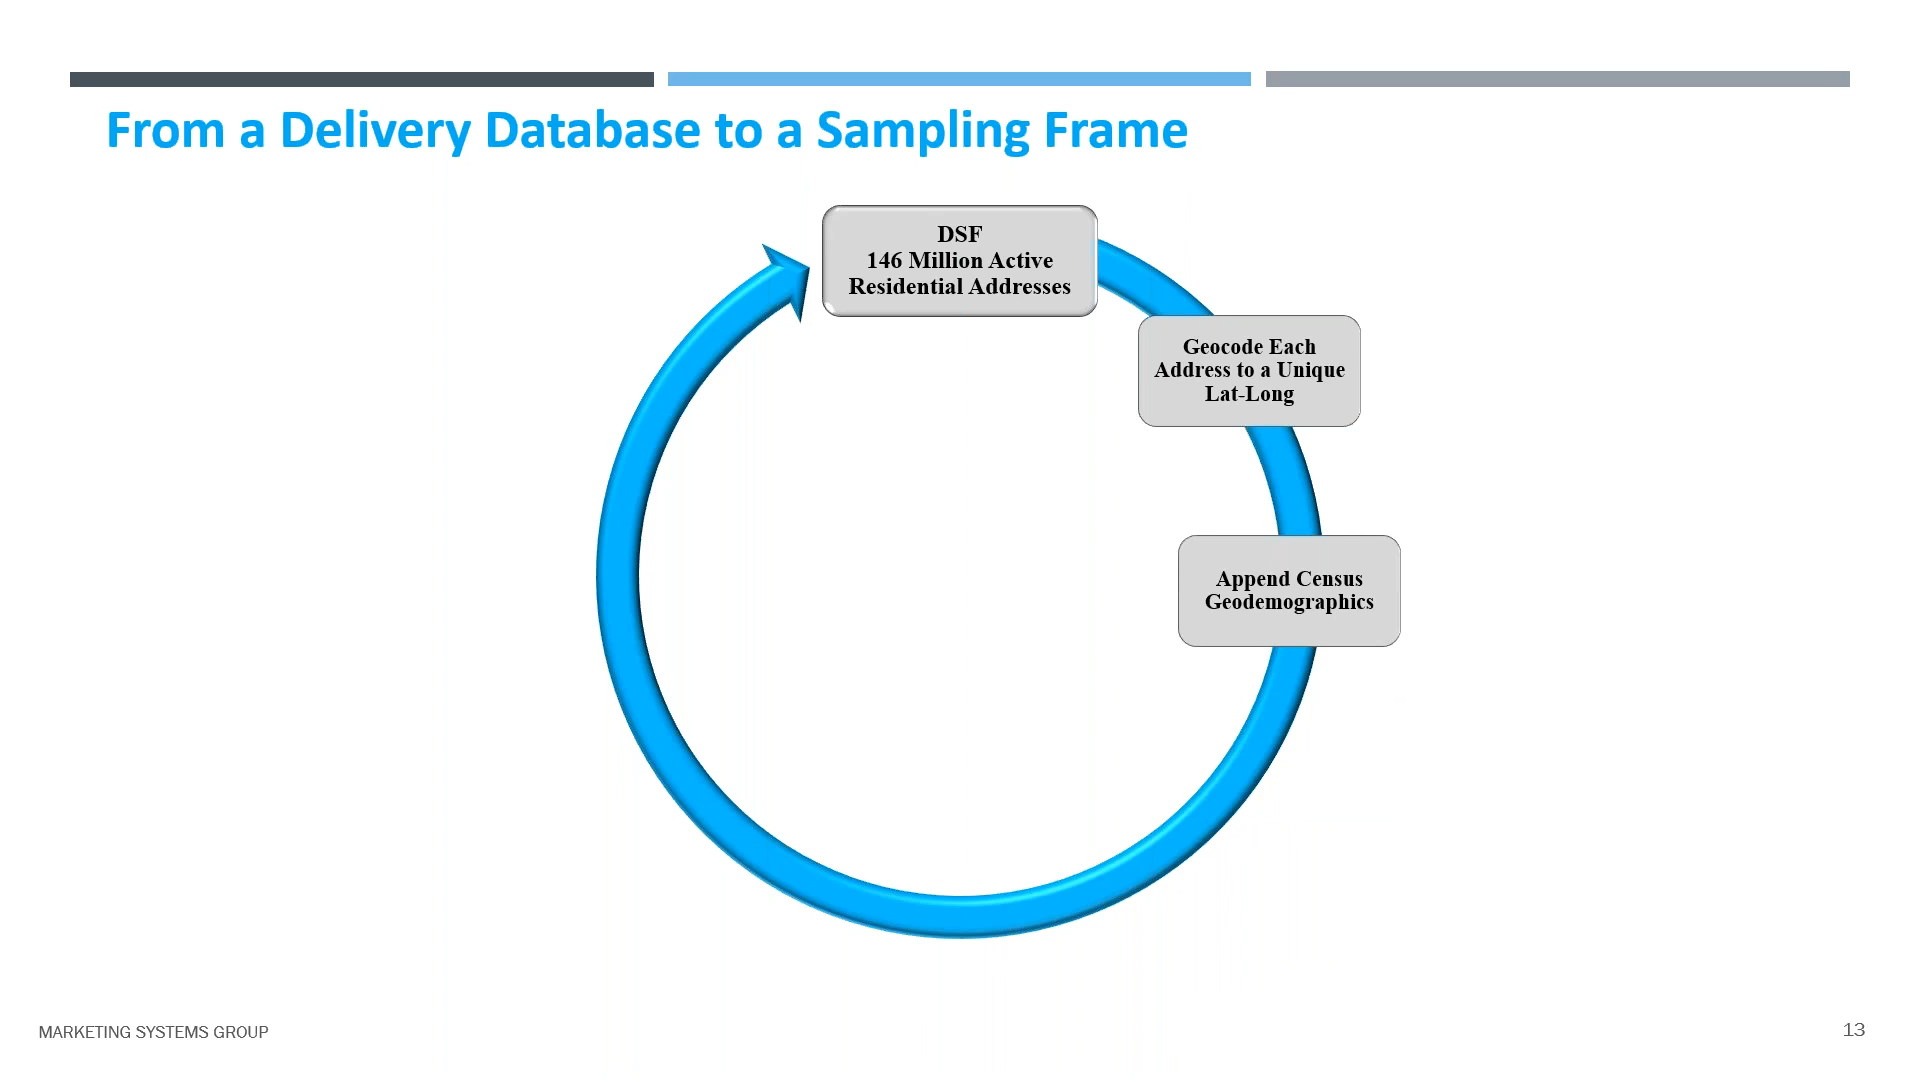 From a Delivery Database to a Sampling Frame
DSF
146 Million Active
Residential Addresses
Geocode Each
Address to a Unique
Lat-Long
Append Census
Geodemographics
MARKETING SYSTEMS GROUP
13